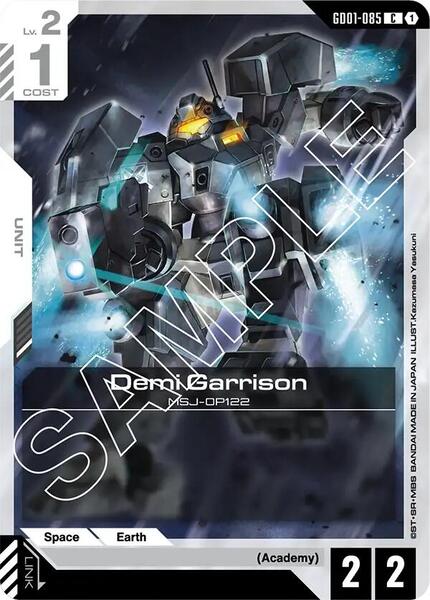 Lv. 2
GD01-085 C 1
1
COST
UNIT
SAMPLE
Demi Garrison
MSJ-OP122
©ST・SR・MBS BANDAI MADE IN JAPAN ILLUST.Kazumasa Yasukuni
Space Earth
(Academy)
LINK
2 2